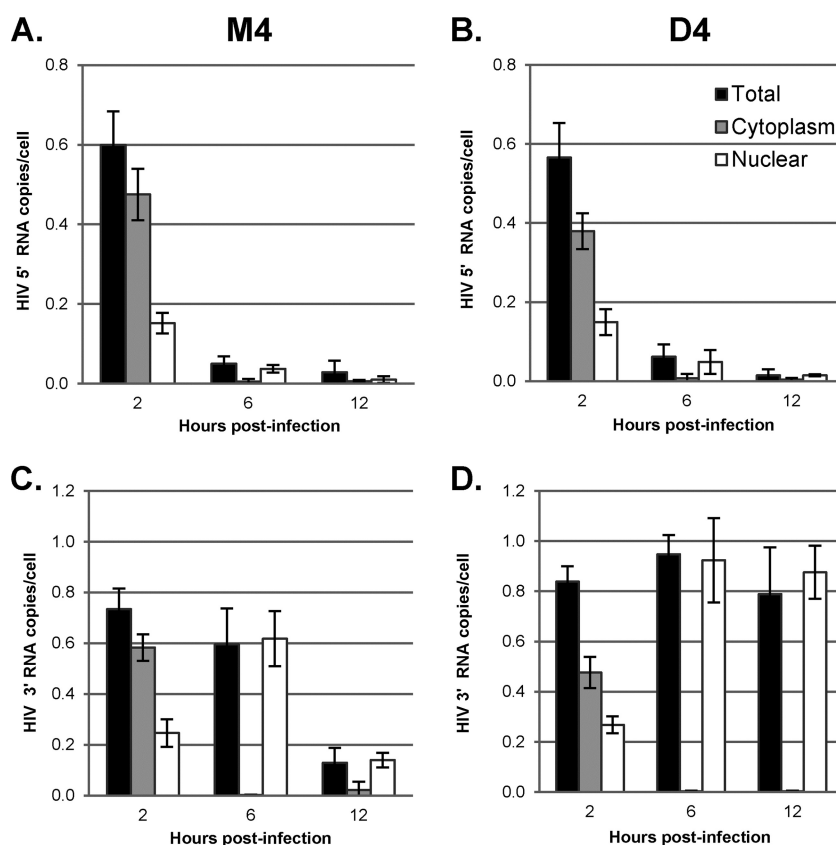 A. M4
0.8
0.6
0.4
0.2
0.0
HIV 5' RNA copies/cell
2 6 12
Hours post-infection
B. D4
0.8
0.6
0.4
0.2
0.0
HIV 5' RNA copies/cell
Total
Cytoplasm
Nuclear
2 6 12
Hours post-infection
C.
1.2
1.0
0.8
0.6
0.4
0.2
0.0
HIV 3' RNA copies/cell
2 6 12
Hours post-infection
D.
1.2
1.0
0.8
0.6
0.4
0.2
0.0
HIV 3' RNA copies/cell
2 6 12
Hours post-infection